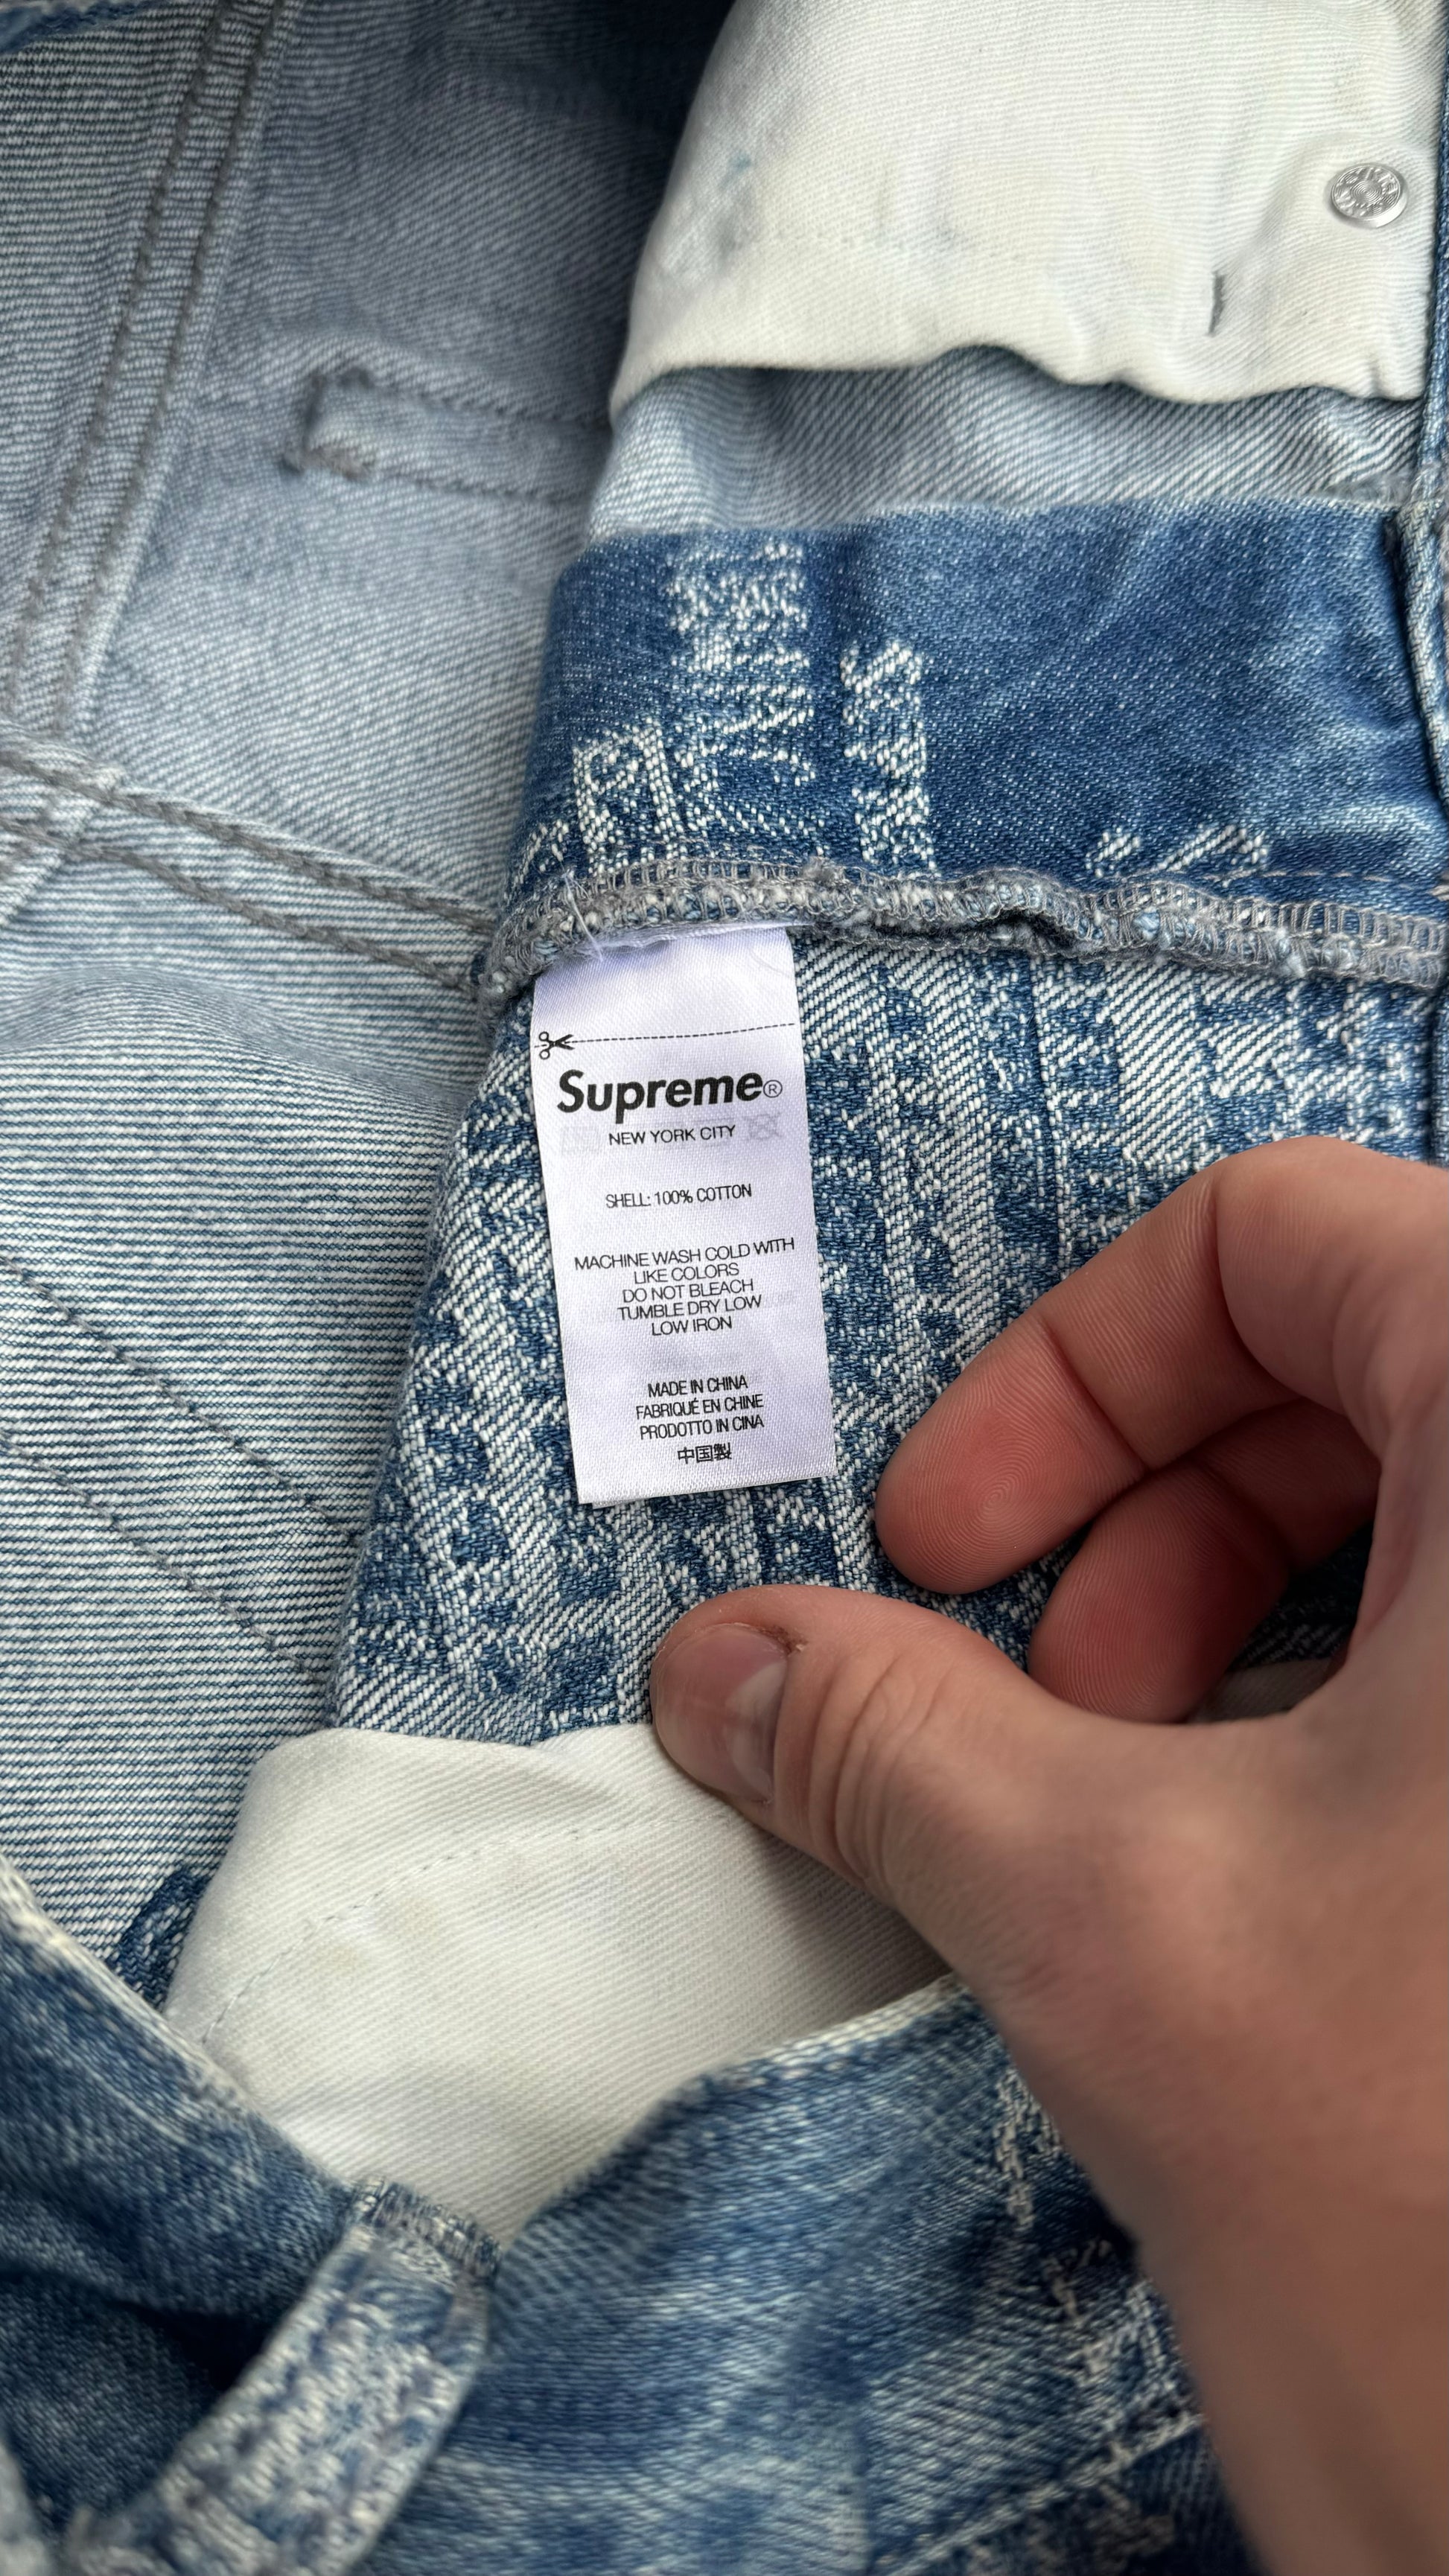 Supreme®
NEW YORK CITY
SHELL: 100% COTTON
MACHINE WASH COLD WITH
LIKE COLORS
DO NOT BLEACH
TUMBLE DRY LOW
LOW IRON
MADE IN CHINA
FABRIQUÉ EN CHINE
PRODOTTO IN CINA
中国製